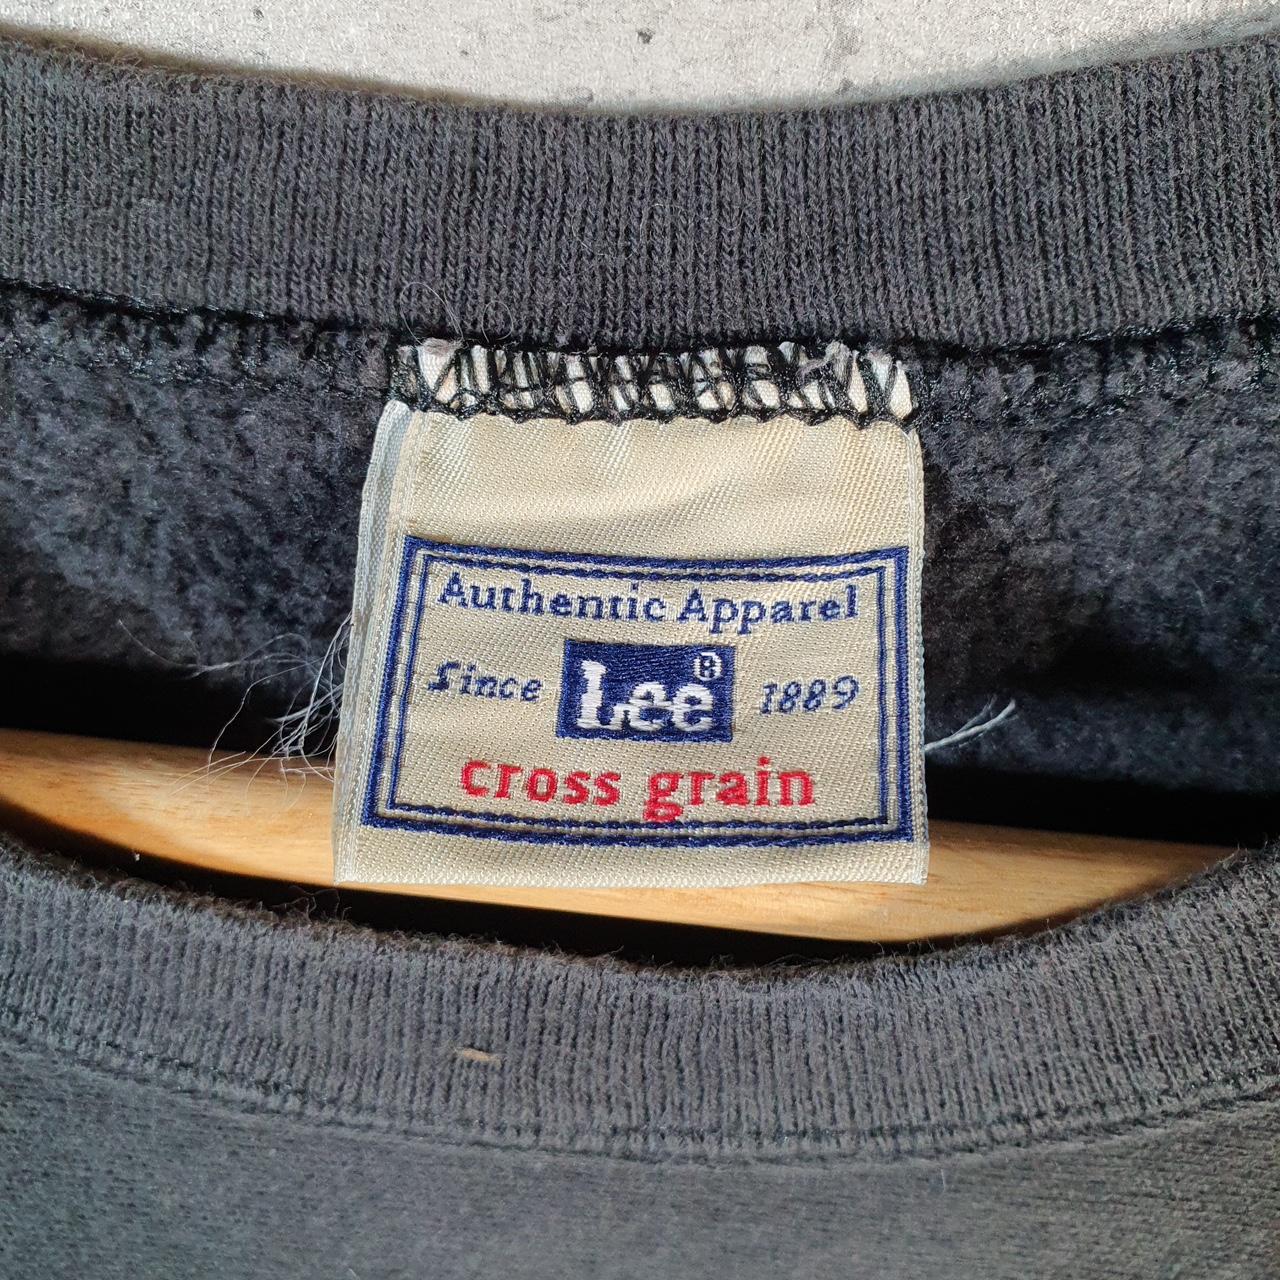 Authentic Apparel
Since Lee® 1889
cross grain